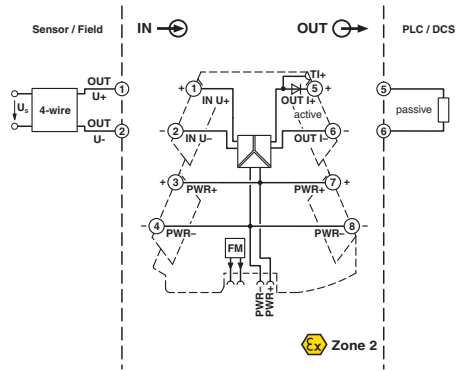 Sensor / Field
IN
OUT
PLC / DCS
OUT
U+
1
Us
4-wire
OUT
U-
2
TI+
+ 1
5 +
IN U+
OUT I+
active
- 2
IN U–
OUT I–
6 -
5
passive
6
+ 3
PWR+
PWR+
7 +
- 4
PWR–
PWR–
8 -
FM
PWR–
PWR+
Ex Zone 2